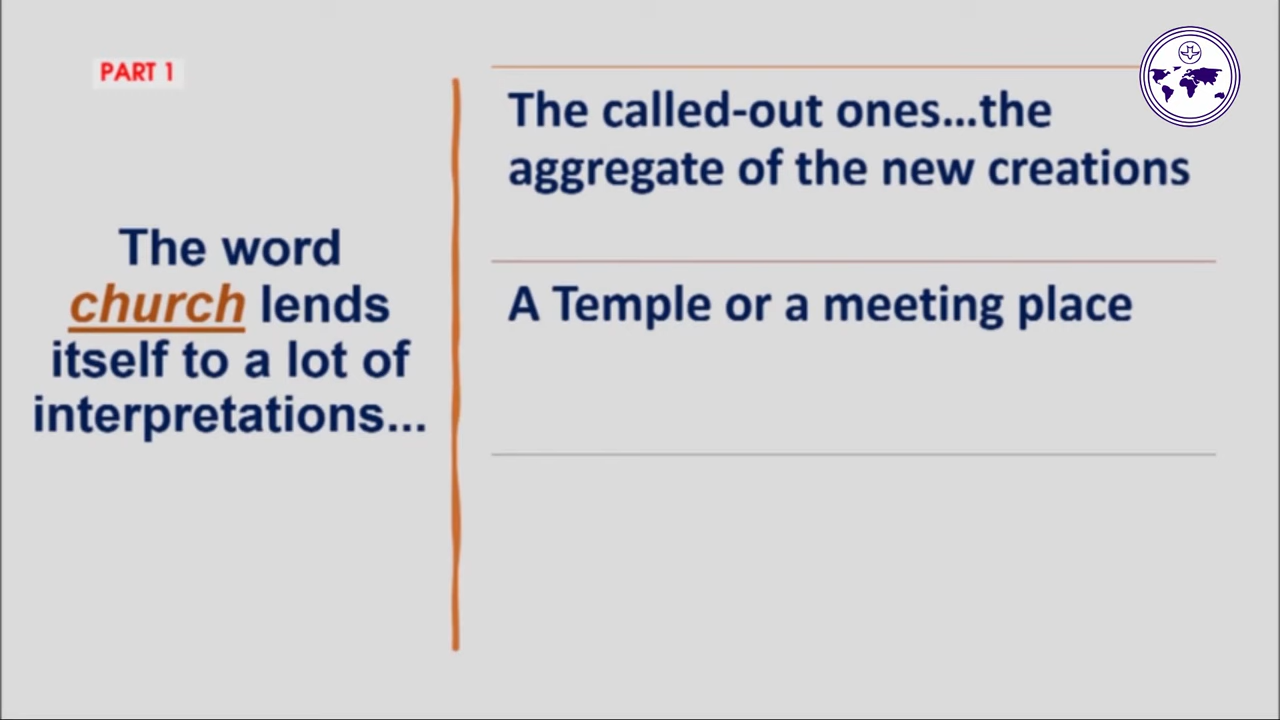 PART 1
The word
church lends
itself to a lot of
interpretations...
The called-out ones...the
aggregate of the new creations
A Temple or a meeting place